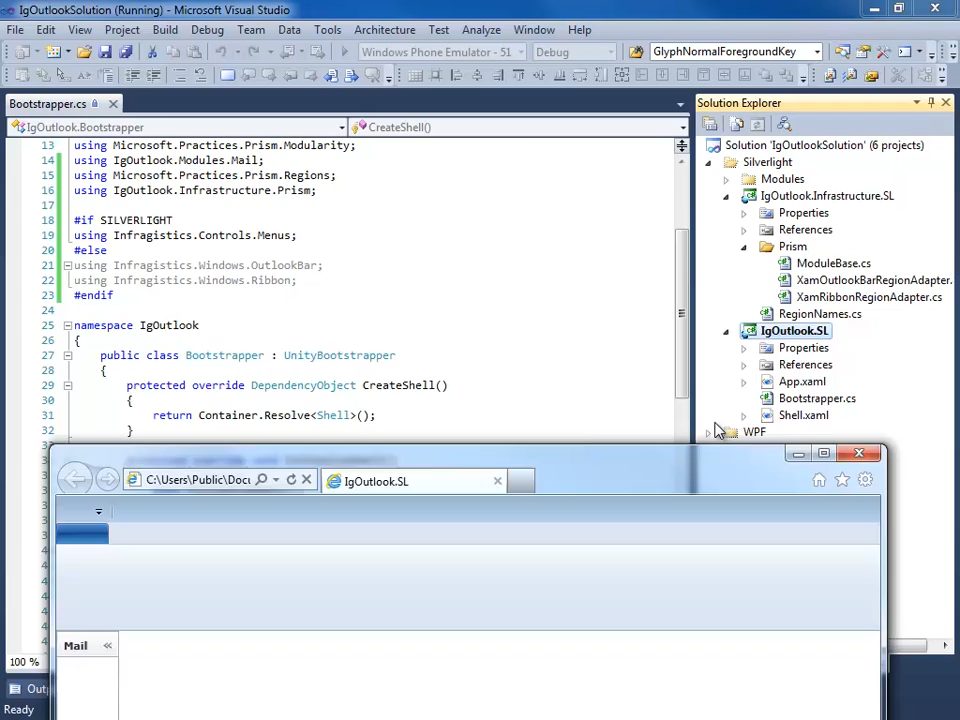 IgOutlookSolution (Running) - Microsoft Visual Studio
File Edit View Project Build Debug Team Data Tools Architecture Test Analyze Window Help
Windows Phone Emulator - 51 Debug GlyphNormalForegroundKey
Bootstrapper.cs
IgOutlook.Bootstrapper CreateShell()
13 using Microsoft.Practices.Prism.Modularity;
14 using IgOutlook.Modules.Mail;
15 using Microsoft.Practices.Prism.Regions;
16 using IgOutlook.Infrastructure.Prism;
17
18 #if SILVERLIGHT
19 using Infragistics.Controls.Menus;
20 #else
21 using Infragistics.Windows.OutlookBar;
22 using Infragistics.Windows.Ribbon;
23 #endif
24
25 namespace IgOutlook
26 {
27 public class Bootstrapper : UnityBootstrapper
28 {
29 protected override DependencyObject CreateShell()
30 {
31 return Container.Resolve<Shell>();
32 }
100 %
Outp
Ready
Solution Explorer
Solution 'IgOutlookSolution' (6 projects)
Silverlight
Modules
IgOutlook.Infrastructure.SL
Properties
References
Prism
ModuleBase.cs
XamOutlookBarRegionAdapter.
XamRibbonRegionAdapter.cs
RegionNames.cs
IgOutlook.SL
Properties
References
App.xaml
Bootstrapper.cs
Shell.xaml
WPF
C:\Users\Public\Docu
IgOutlook.SL
Mail «